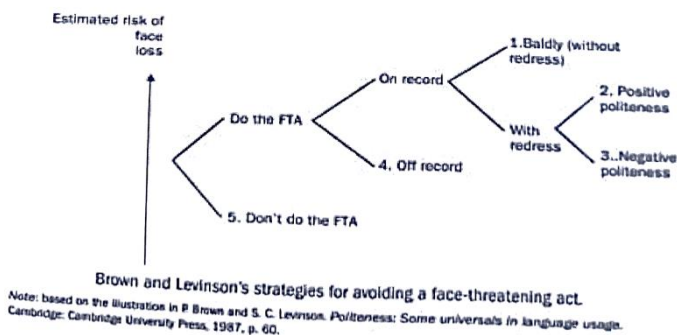 Estimated risk of
face
loss
1.Baldly (without
redress)
On record
2. Positive
politeness
Do the FTA
With
redress
3..Negative
politeness
4. Off record
5. Don't do the FTA
Brown and Levinson's strategies for avoiding a face-threatening act.
Note: based on the illustration in P. Brown and S. C. Levinson. Politeness: Some universals in language usage.
Cambridge: Cambridge University Press, 1987, p. 60.